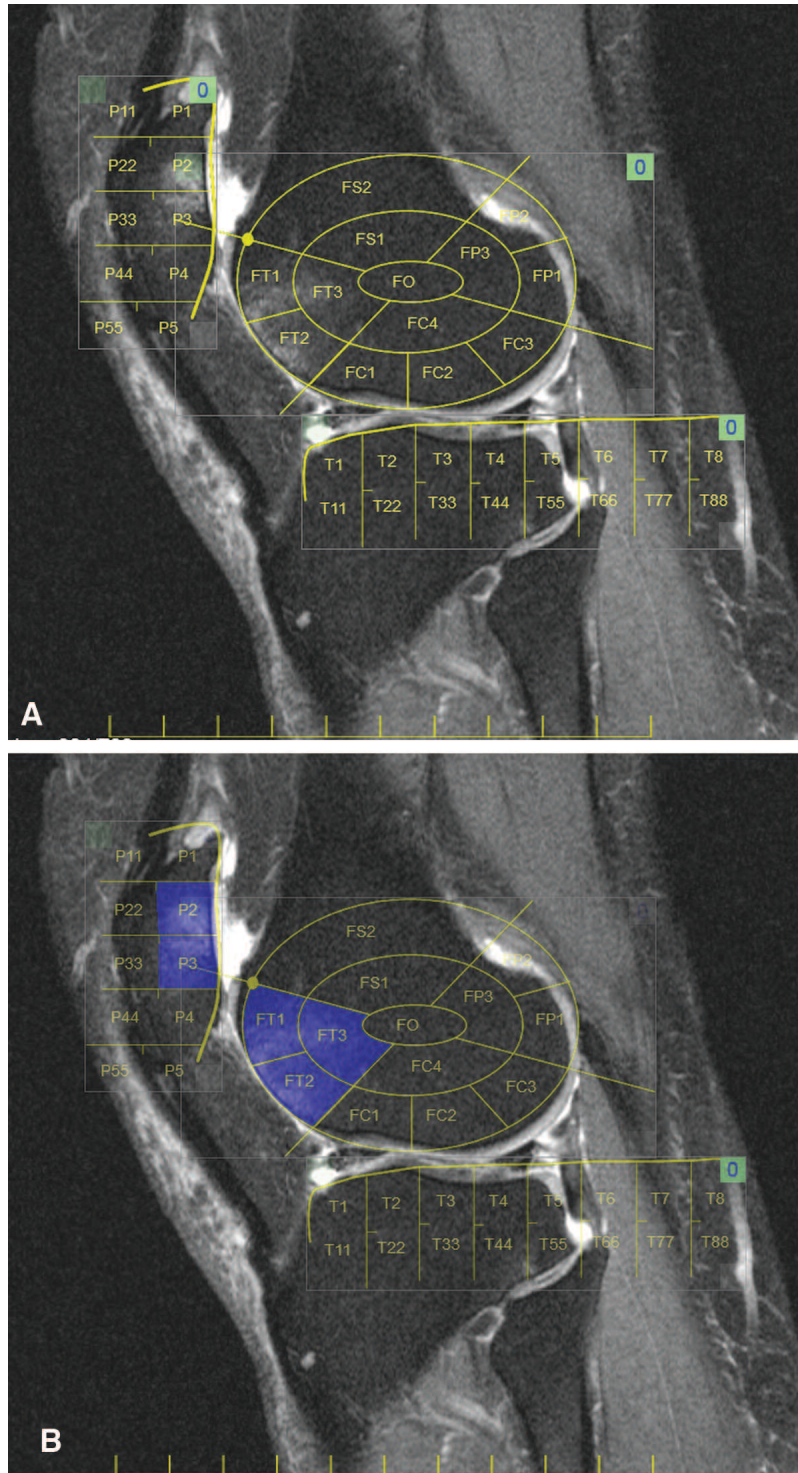 0
P11 P1
0
P22 P2
FS2
P33 P3
FP2
FS1
FP3
FT1
FO
FP1
P44 P4
FT3
P55 P5
FT2
FC4
FC3
FC1 FC2
0
T1 T2 T3 T4 T5 T6 T7 T8
T11 T22 T33 T44 T55 T66 T77 T88
A
P11 P1
P22 P2
FS2
P33 P3
FS1
FP3
P44 P4
FT1
FT3
FO
FP1
P55 P5
FT2
FC4
FC3
FC1 FC2
0
T1 T2 T3 T4 T5 T6 T7 T8
T11 T22 T33 T44 T55 T66 T77 T88
B